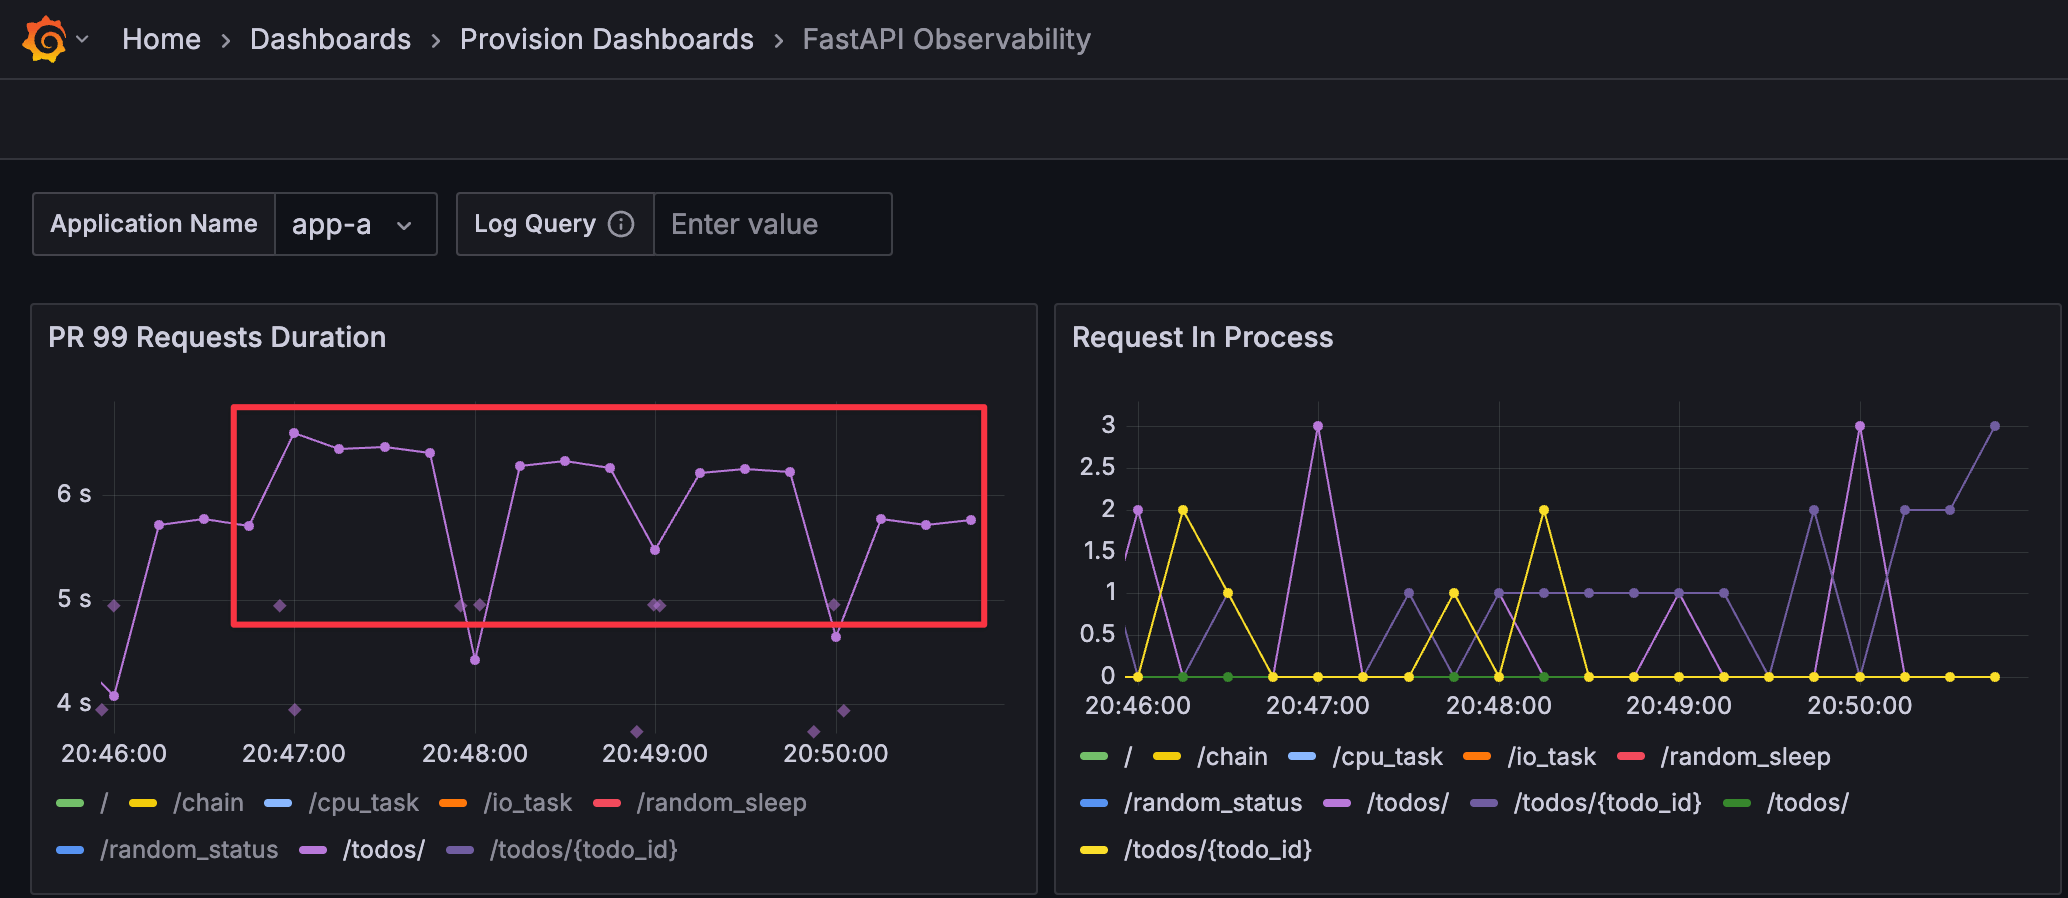 Home › Dashboards › Provision Dashboards › FastAPI Observability
Application Name app-a Log Query Enter value
PR 99 Requests Duration
6 s
5 s
4 s
20:46:00 20:47:00 20:48:00 20:49:00 20:50:00
/ /chain /cpu_task /io_task /random_sleep
/random_status /todos/ /todos/{todo_id}
Request In Process
3
2.5
2
1.5
1
0.5
0
20:46:00 20:47:00 20:48:00 20:49:00 20:50:00
/ /chain /cpu_task /io_task /random_sleep
/random_status /todos/ /todos/{todo_id} /todos/
/todos/{todo_id}